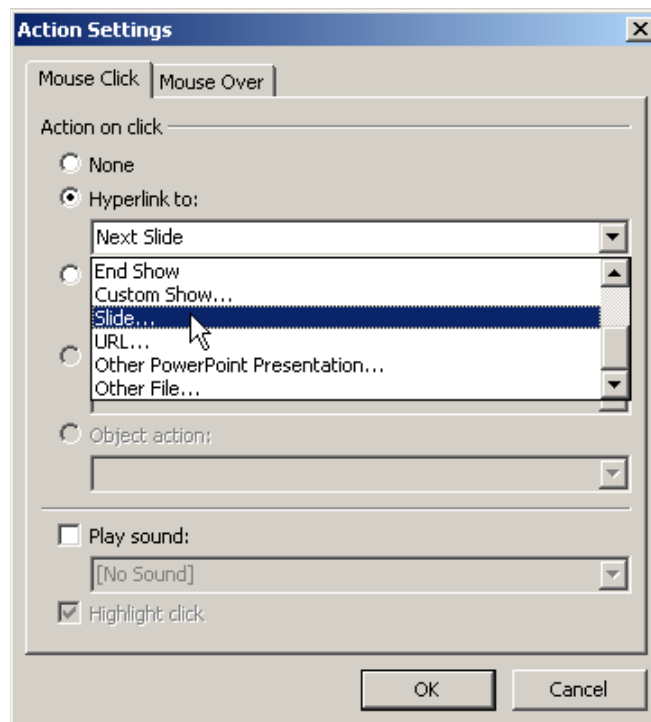 Action Settings
Mouse Click Mouse Over
Action on click
None
Hyperlink to:
Next Slide
End Show
Custom Show...
Slide...
URL...
Other PowerPoint Presentation...
Other File...
Object action:
Play sound:
[No Sound]
Highlight click
OK Cancel